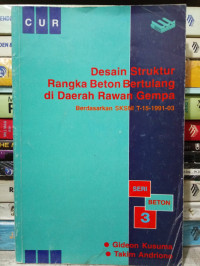 CUR
Desain Struktur
Rangka Beton Bertulang
di Daerah Rawan Gempa
Berdasarkan SKSNI T-15-1991-03
SERI
BETON
3
Gideon Kusuma
Takim Andriono